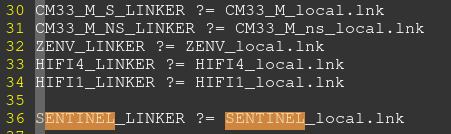 30 CM33_M_S_LINKER ?= CM33_M_local.lnk
31 CM33_M_NS_LINKER ?= CM33_M_ns_local.lnk
32 ZENV_LINKER ?= ZENV_local.lnk
33 HIFI4_LINKER ?= HIFI4_local.lnk
34 HIFI1_LINKER ?= HIFI1_local.lnk
35
36 SENTINEL_LINKER ?= SENTINEL_local.lnk